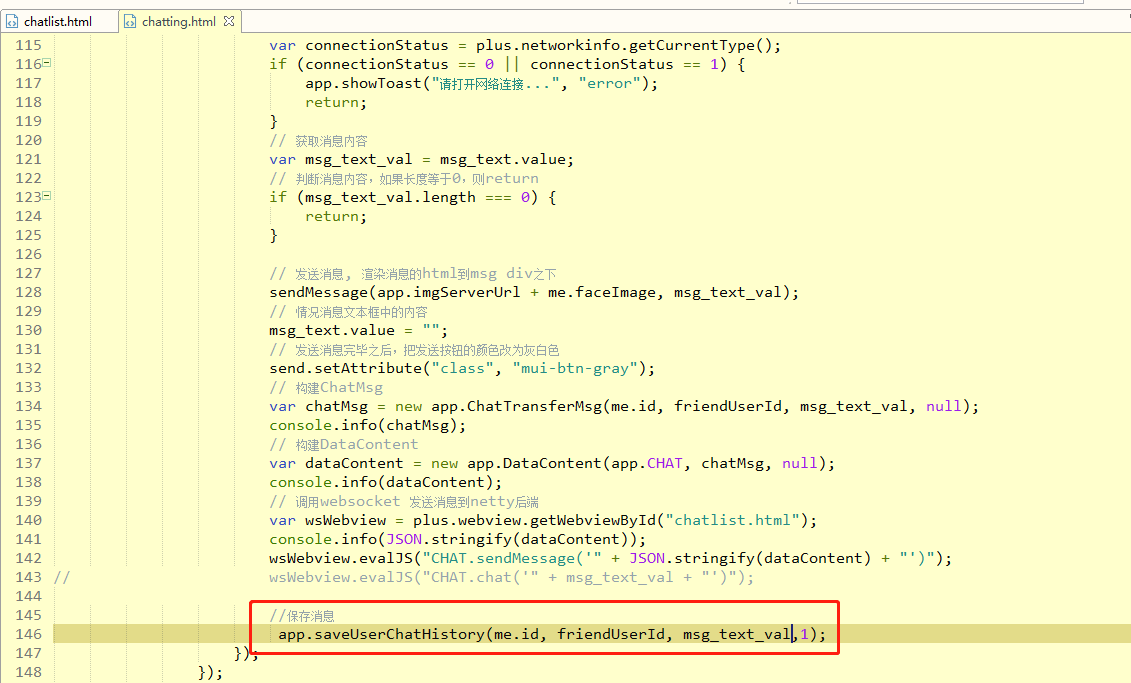 chatlist.html chatting.html
115 var connectionStatus = plus.networkinfo.getCurrentType();
116 if (connectionStatus == 0 || connectionStatus == 1) {
117 app.showToast("请打开网络连接...", "error");
118 return;
119 }
120 // 获取消息内容
121 var msg_text_val = msg_text.value;
122 // 判断消息内容，如果长度等于0，则return
123 if (msg_text_val.length === 0) {
124 return;
125 }
126
127 // 发送消息, 渲染消息的html到msg div之下
128 sendMessage(app.imgServerUrl + me.faceImage, msg_text_val);
129 // 情况消息文本框中的内容
130 msg_text.value = "";
131 // 发送消息完毕之后，把发送按钮的颜色改为灰白色
132 send.setAttribute("class", "mui-btn-gray");
133 // 构建ChatMsg
134 var chatMsg = new app.ChatTransferMsg(me.id, friendUserId, msg_text_val, null);
135 console.info(chatMsg);
136 // 构建DataContent
137 var dataContent = new app.DataContent(app.CHAT, chatMsg, null);
138 console.info(dataContent);
139 // 调用websocket 发送消息到netty后端
140 var wsWebview = plus.webview.getWebviewById("chatlist.html");
141 console.info(JSON.stringify(dataContent));
142 wsWebview.evalJS("CHAT.sendMessage('" + JSON.stringify(dataContent) + "')");
143 // wsWebview.evalJS("CHAT.chat('" + msg_text_val + "')");
144
145 //保存消息
146 app.saveUserChatHistory(me.id, friendUserId, msg_text_val,1);
147 });
148 });